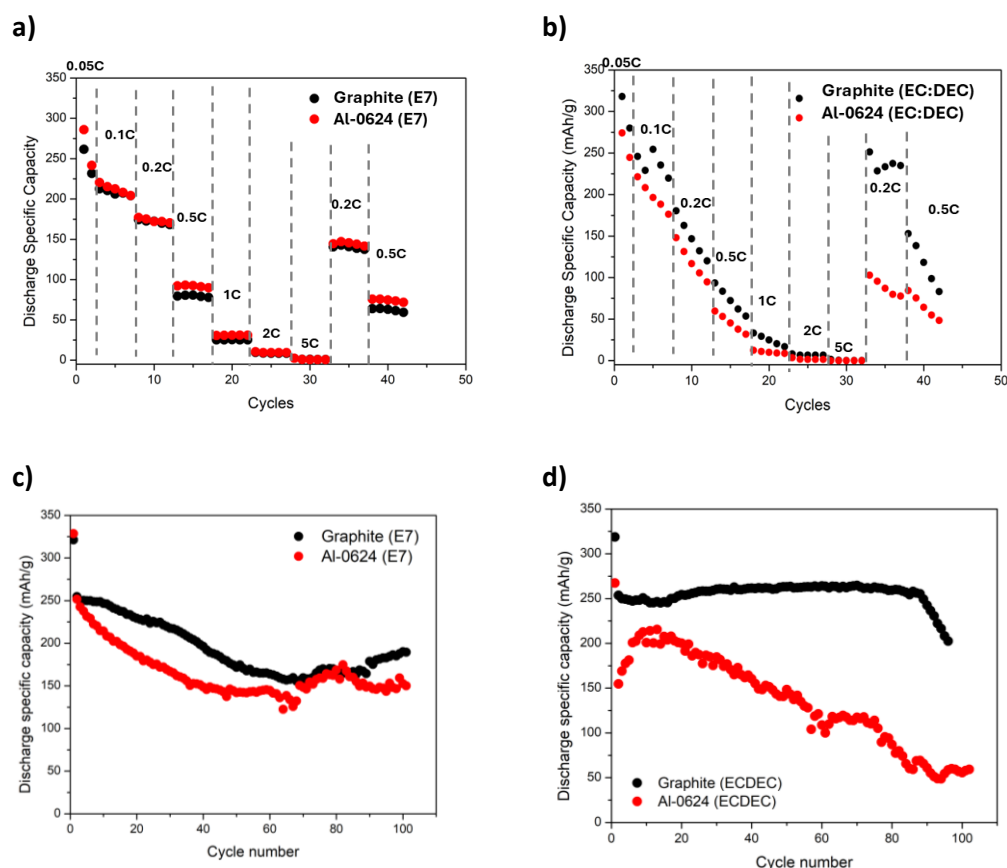 a)
0.05C
350
300
250
200
150
100
50
0
Discharge Specific Capacity
Graphite (E7)
Al-0624 (E7)
0.1C
0.2C
0.5C
1C
2C
5C
0.2C
0.5C
0
10
20
30
40
50
Cycles
b)
0.05C
350
300
250
200
150
100
50
0
Discharge Specific Capacity (mAh/g)
Graphite (EC:DEC)
Al-0624 (EC:DEC)
0.1C
0.2C
0.5C
1C
2C
5C
0.2C
0.5C
0
10
20
30
40
50
Cycles
c)
350
300
250
200
150
100
50
0
Discharge specific capacity (mAh/g)
Graphite (E7)
Al-0624 (E7)
0
20
40
60
80
100
Cycle number
d)
350
300
250
200
150
100
50
0
Discharge specific capacity (mAh/g)
Graphite (ECDEC)
Al-0624 (ECDEC)
0
20
40
60
80
100
Cycle number